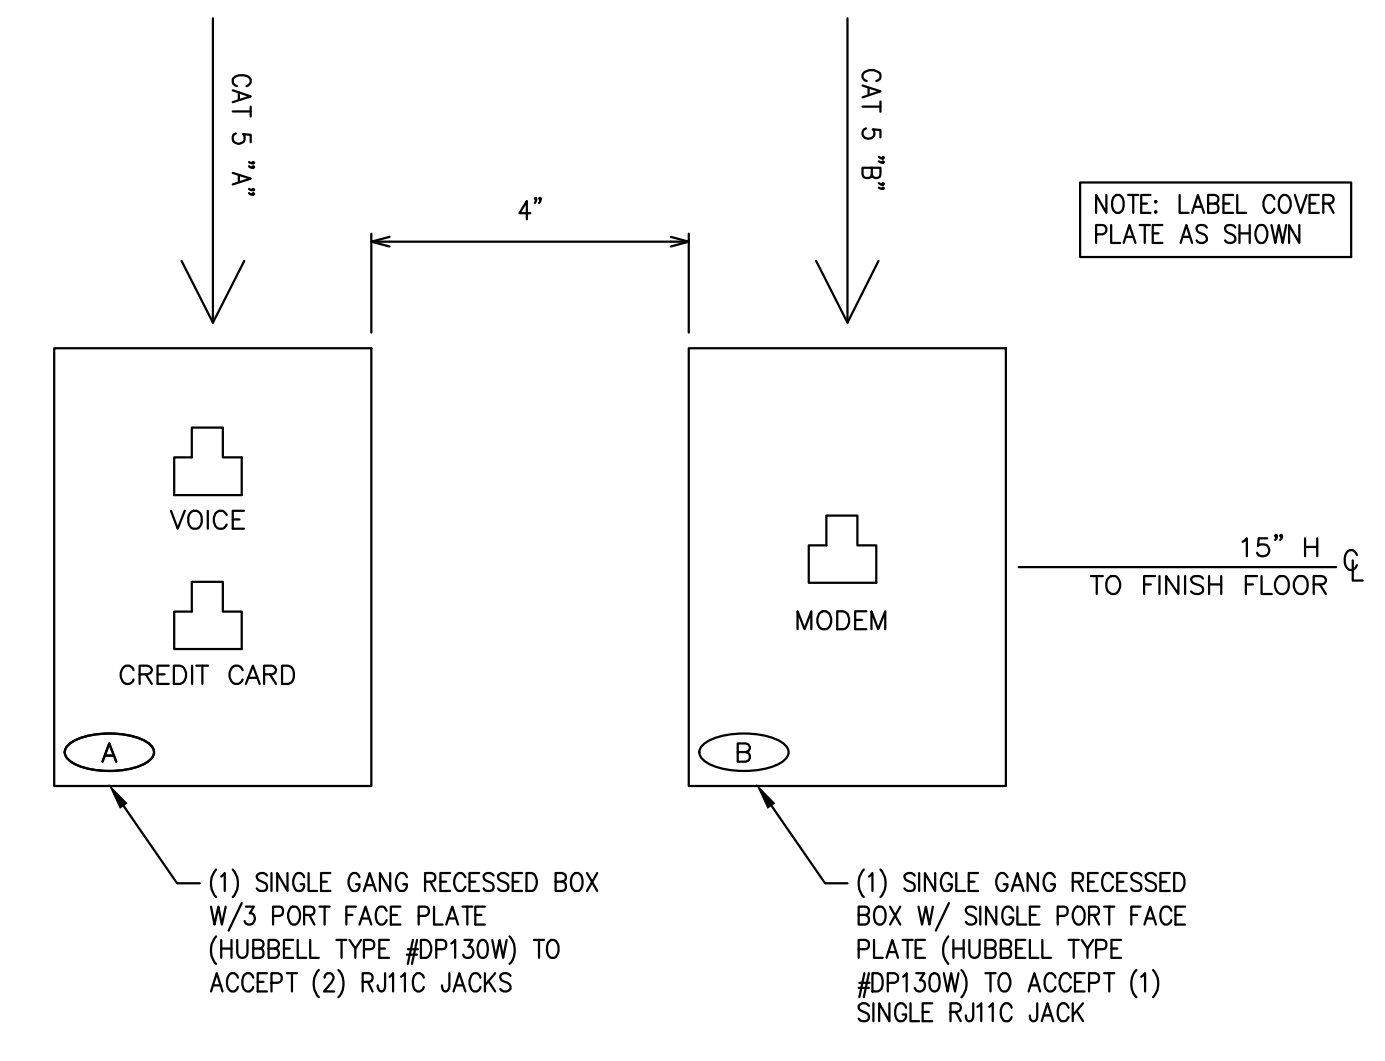 CAT 5 "A"
4"
CAT 5 "B"
NOTE: LABEL COVER
PLATE AS SHOWN
VOICE
CREDIT CARD
A
MODEM
B
15" H ℄
TO FINISH FLOOR
(1) SINGLE GANG RECESSED BOX
W/3 PORT FACE PLATE
(HUBBELL TYPE #DP130W) TO
ACCEPT (2) RJ11C JACKS
(1) SINGLE GANG RECESSED
BOX W/ SINGLE PORT FACE
PLATE (HUBBELL TYPE
#DP130W) TO ACCEPT (1)
SINGLE RJ11C JACK